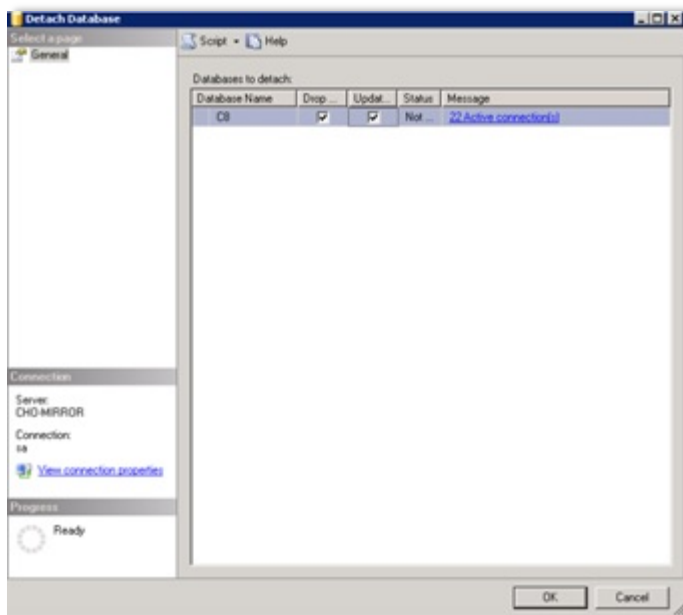 Detach Database
Select a page
General
Script Help
Databases to detach:
Database Name Drop ... Updat... Status Message
C8 Not ... 22 Active connection(s)
Connection
Server:
CHO-MIRROR
Connection:
sa
View connection properties
Progress
Ready
OK Cancel